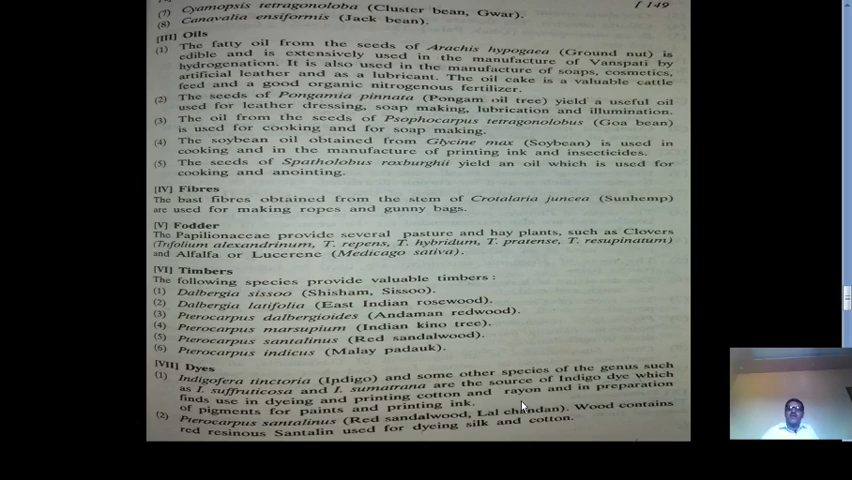 [ 149
(7) Cyamopsis tetragonoloba (Cluster bean, Gwar).
(8) Canavalia ensiformis (Jack bean).
[III] Oils
(1) The fatty oil from the seeds of Arachis hypogaea (Ground nut) is
edible and is extensively used in the manufacture of Vanspati by
hydrogenation. It is also used in the manufacture of soaps, cosmetics,
artificial leather and as a lubricant. The oil cake is a valuable cattle
feed and a good organic nitrogenous fertilizer.
(2) The seeds of Pongamia pinnata (Pongam oil tree) yield a useful oil
used for leather dressing, soap making, lubrication and illumination.
(3) The oil from the seeds of Psophocarpus tetragonolobus (Goa bean)
is used for cooking and for soap making.
(4) The soybean oil obtained from Glycine max (Soybean) is used in
cooking and in the manufacture of printing ink and insecticides.
(5) The seeds of Spatholobus roxburghii yield an oil which is used for
cooking and anointing.
[IV] Fibres
The bast fibres obtained from the stem of Crotalaria juncea (Sunhemp)
are used for making ropes and gunny bags.
[V] Fodder
The Papilionaceae provide several pasture and hay plants, such as Clovers
(Trifolium alexandrinum, T. repens, T. hybridum, T. pratense, T. resupinatum)
and Alfalfa or Lucerene (Medicago sativa).
[VI] Timbers
The following species provide valuable timbers :
(1) Dalbergia sissoo (Shisham, Sissoo).
(2) Dalbergia latifolia (East Indian rosewood).
(3) Pterocarpus dalbergioides (Andaman redwood).
(4) Pterocarpus marsupium (Indian kino tree).
(5) Pterocarpus santalinus (Red sandalwood).
(6) Pterocarpus indicus (Malay padauk).
[VII] Dyes
(1) Indigofera tinctoria (Indigo) and some other species of the genus such
as I. suffruticosa and I. sumatrana are the source of Indigo dye which
finds use in dyeing and printing cotton and rayon and in preparation
of pigments for paints and printing ink.
(2) Pterocarpus santalinus (Red sandalwood, Lal chandan). Wood contains
red resinous Santalin used for dyeing silk and cotton.